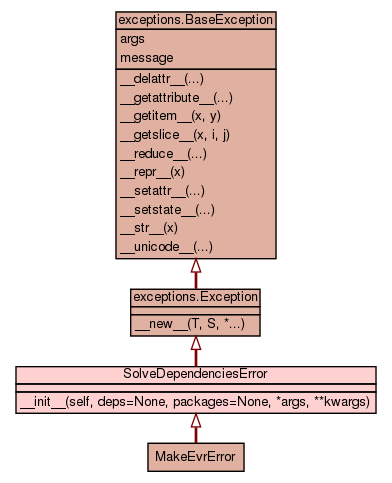 exceptions.BaseException
args
message
__delattr__(...)
__getattribute__(...)
__getitem__(x, y)
__getslice__(x, i, j)
__reduce__(...)
__repr__(x)
__setattr__(...)
__setstate__(...)
__str__(x)
__unicode__(...)
exceptions.Exception
__new__(T, S, *...)
SolveDependenciesError
__init__(self, deps=None, packages=None, *args, **kwargs)
MakeEvrError